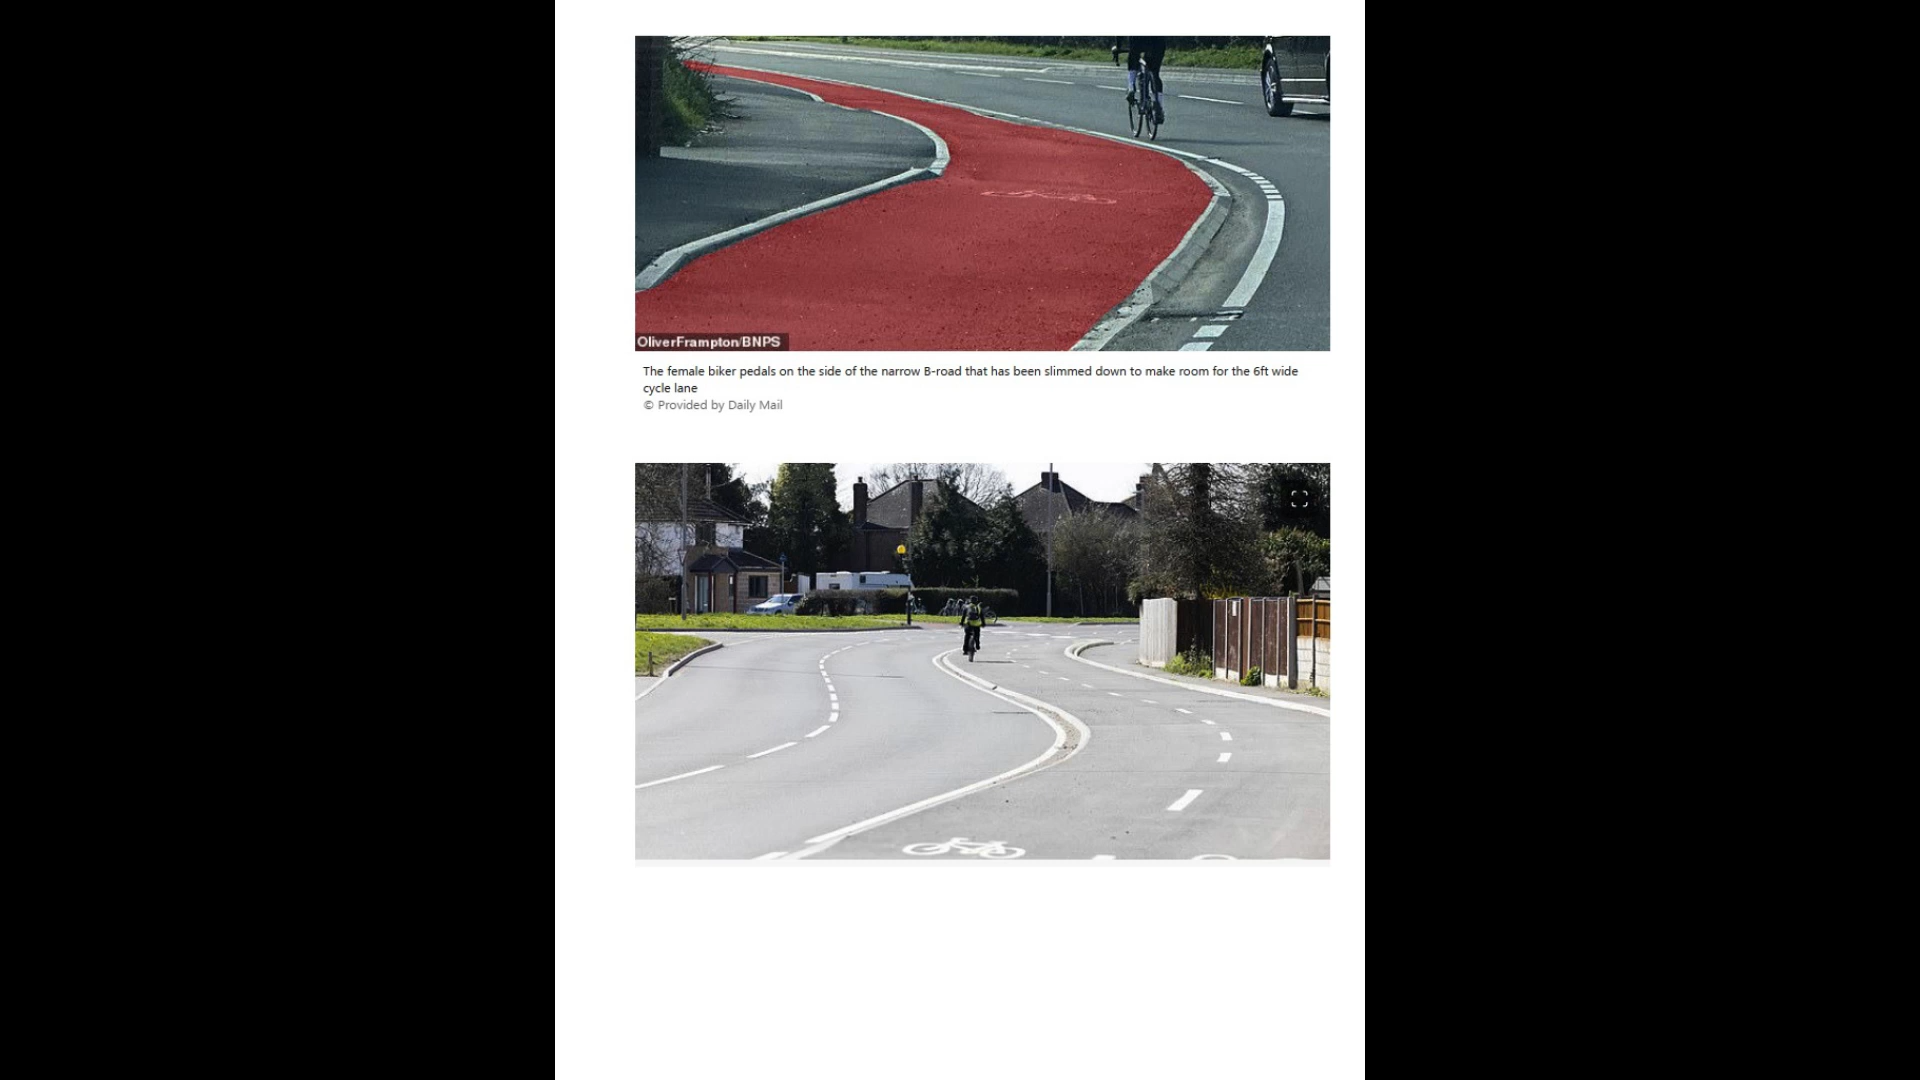 OliverFrampton/BNPS
The female biker pedals on the side of the narrow B-road that has been slimmed down to make room for the 6ft wide
cycle lane
© Provided by Daily Mail